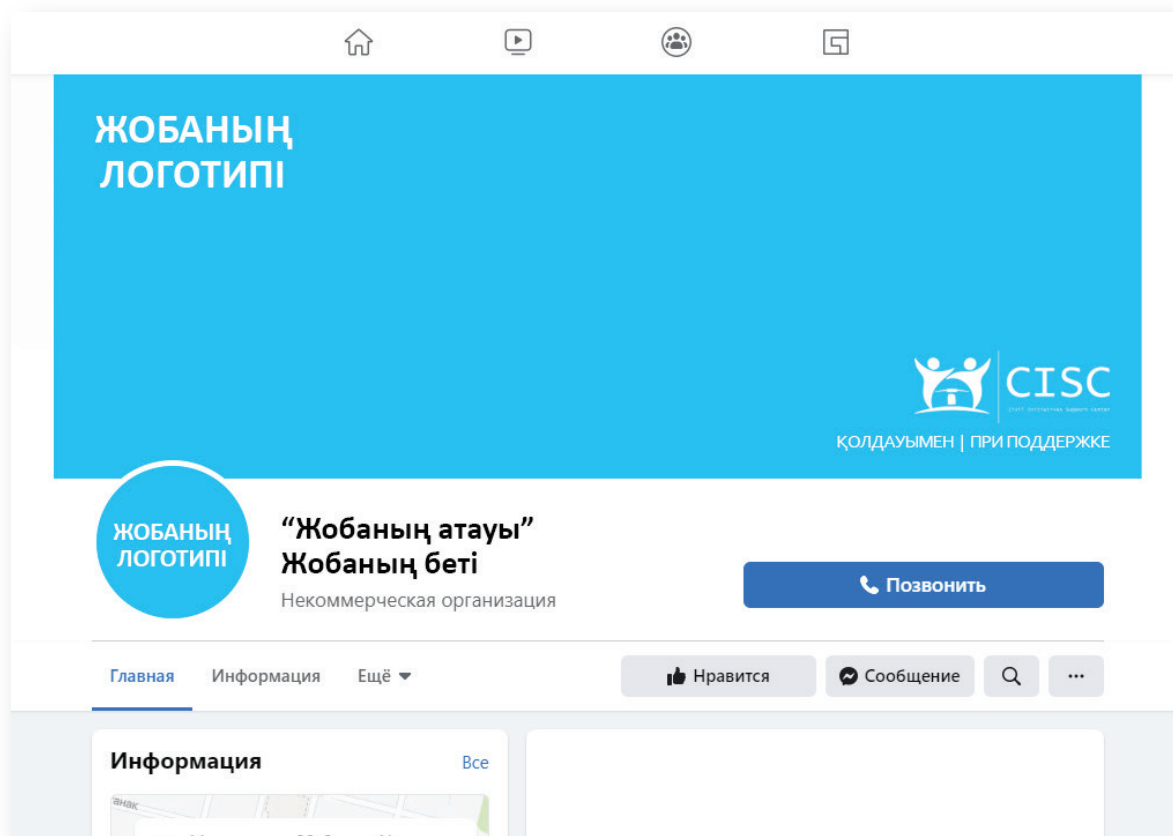 ЖОБАНЫҢ
ЛОГОТИПІ
CISC
ҚОЛДАУЫМЕН | ПРИ ПОДДЕРЖКЕ
ЖОБАНЫҢ
ЛОГОТИПІ
“Жобаның атауы”
Жобаның беті
Некоммерческая организация
Позвонить
Главная
Информация
Ещё
Нравится
Сообщение
Информация
Все